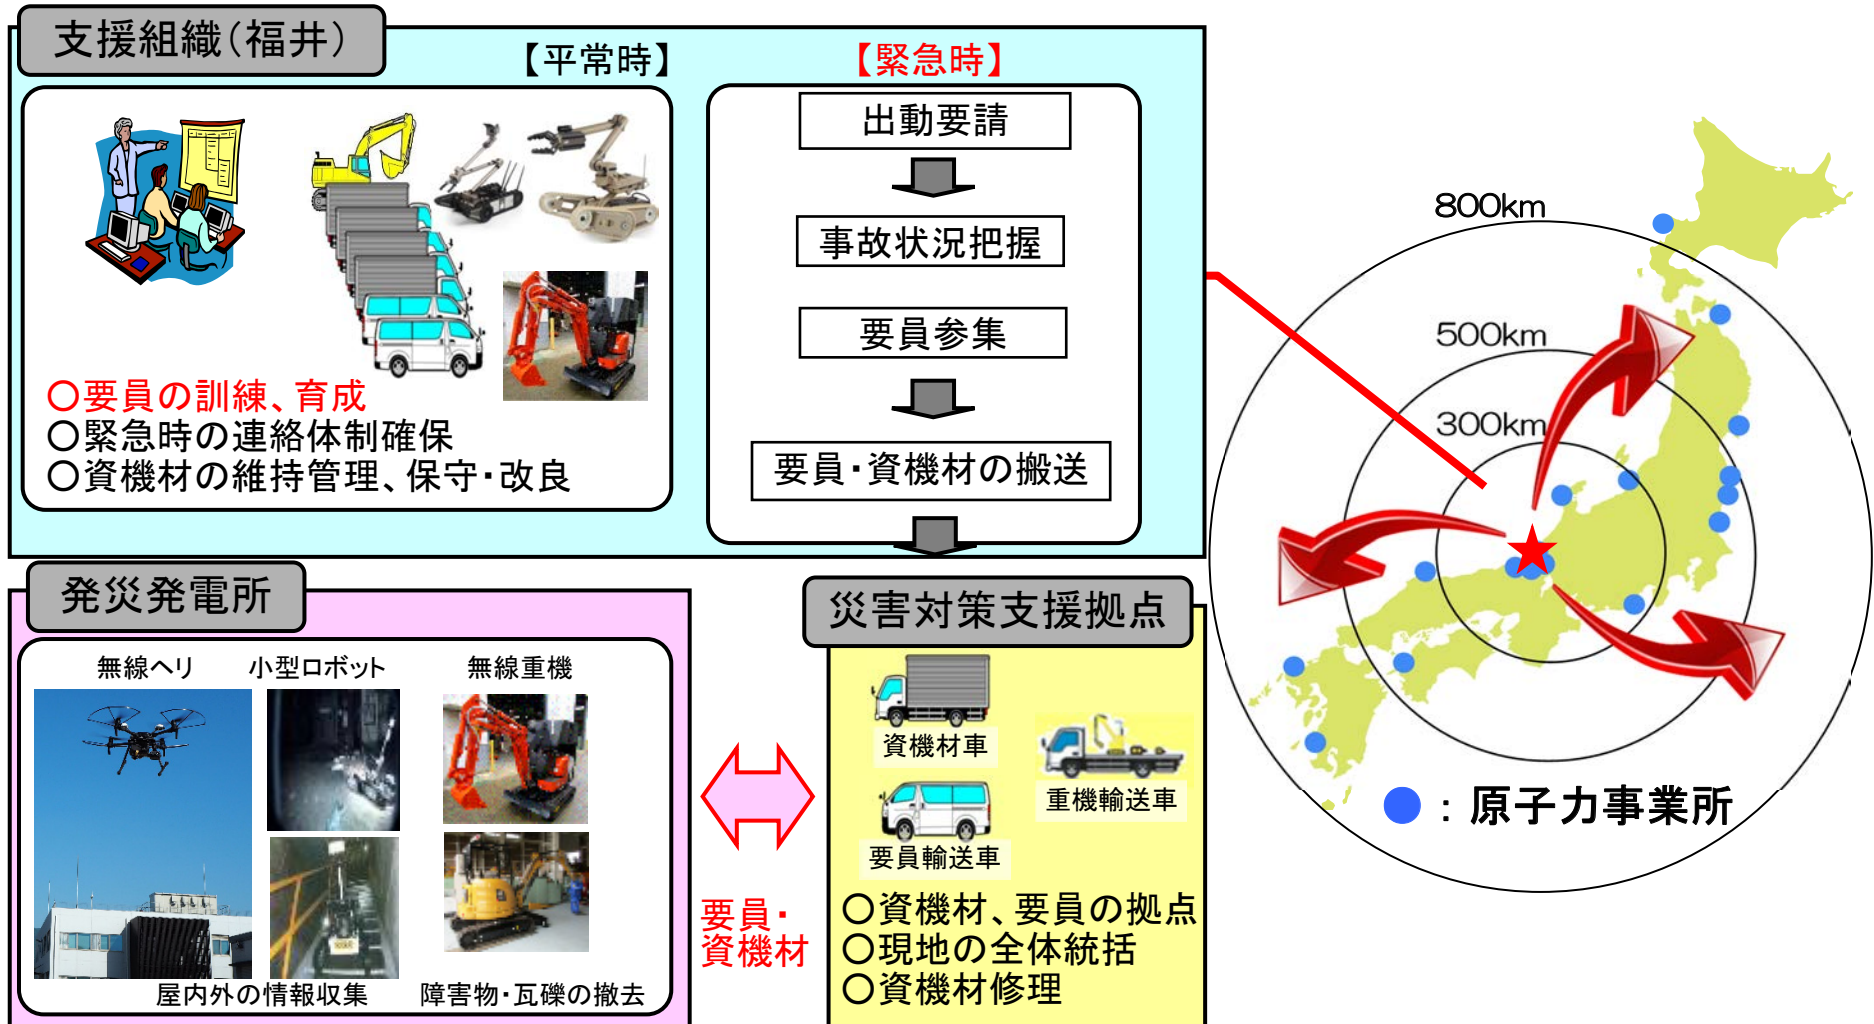 支援組織(福井)
【平常時】
○要員の訓練、育成
○緊急時の連絡体制確保
○資機材の維持管理、保守・改良
【緊急時】
出動要請
事故状況把握
要員参集
要員・資機材の搬送
発災発電所
無線ヘリ
小型ロボット
無線重機
屋内外の情報収集
障害物・瓦礫の撤去
要員・
資機材
災害対策支援拠点
資機材車
重機輸送車
要員輸送車
○資機材、要員の拠点
○現地の全体統括
○資機材修理
800km
500km
300km
:原子力事業所